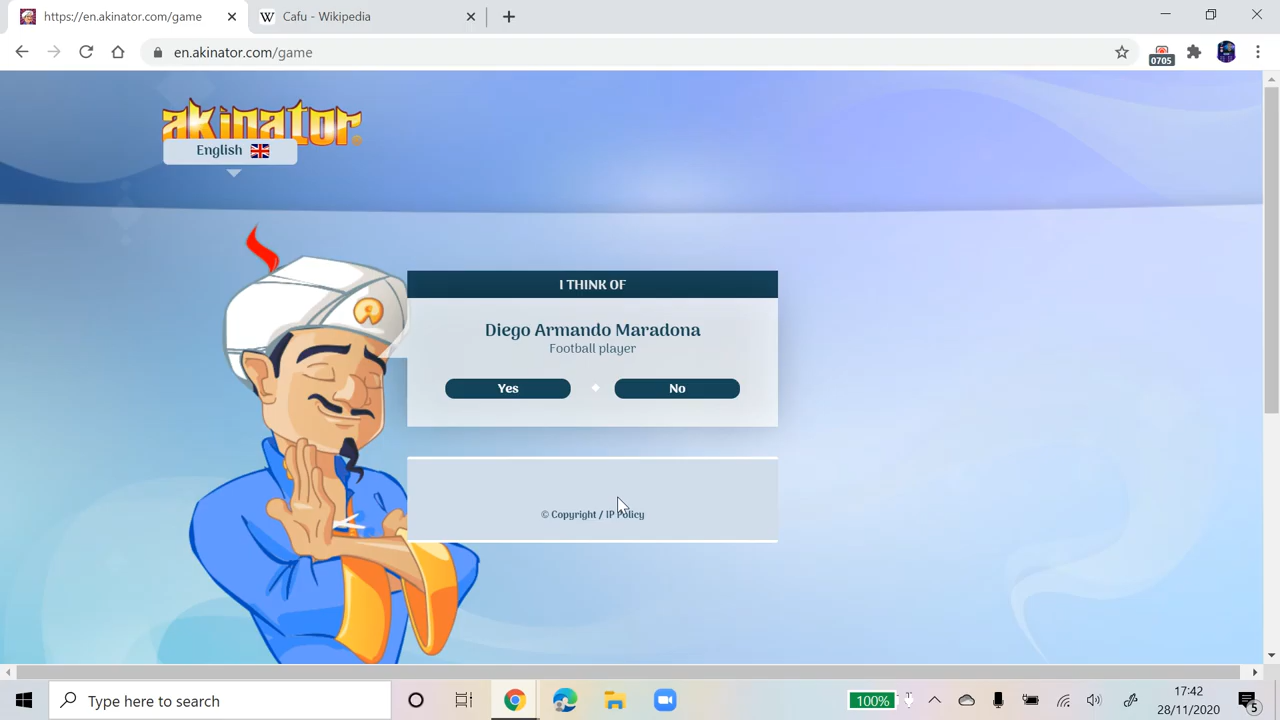 https://en.akinator.com/game
Cafu - Wikipedia
en.akinator.com/game
0705
akinator
English
I THINK OF
Diego Armando Maradona
Football player
Yes
No
© Copyright / IP Policy
Type here to search
100%
17:42
28/11/2020
5